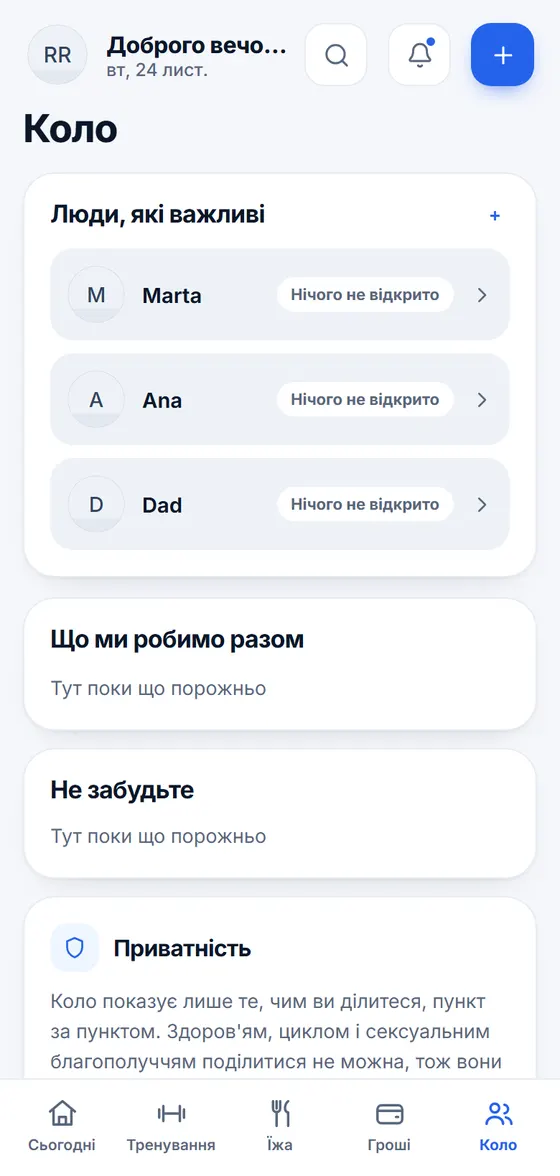 RR
Доброго вечо...
вт, 24 лист.
Коло
Люди, які важливі
+
M
Marta
Нічого не відкрито
A
Ana
Нічого не відкрито
D
Dad
Нічого не відкрито
Що ми робимо разом
Тут поки що порожньо
Не забудьте
Тут поки що порожньо
Приватність
Коло показує лише те, чим ви ділитеся, пункт
за пунктом. Здоров'ям, циклом і сексуальним
благополуччям поділитися не можна, тож вони
Сьогодні
Тренування
Їжа
Гроші
Коло